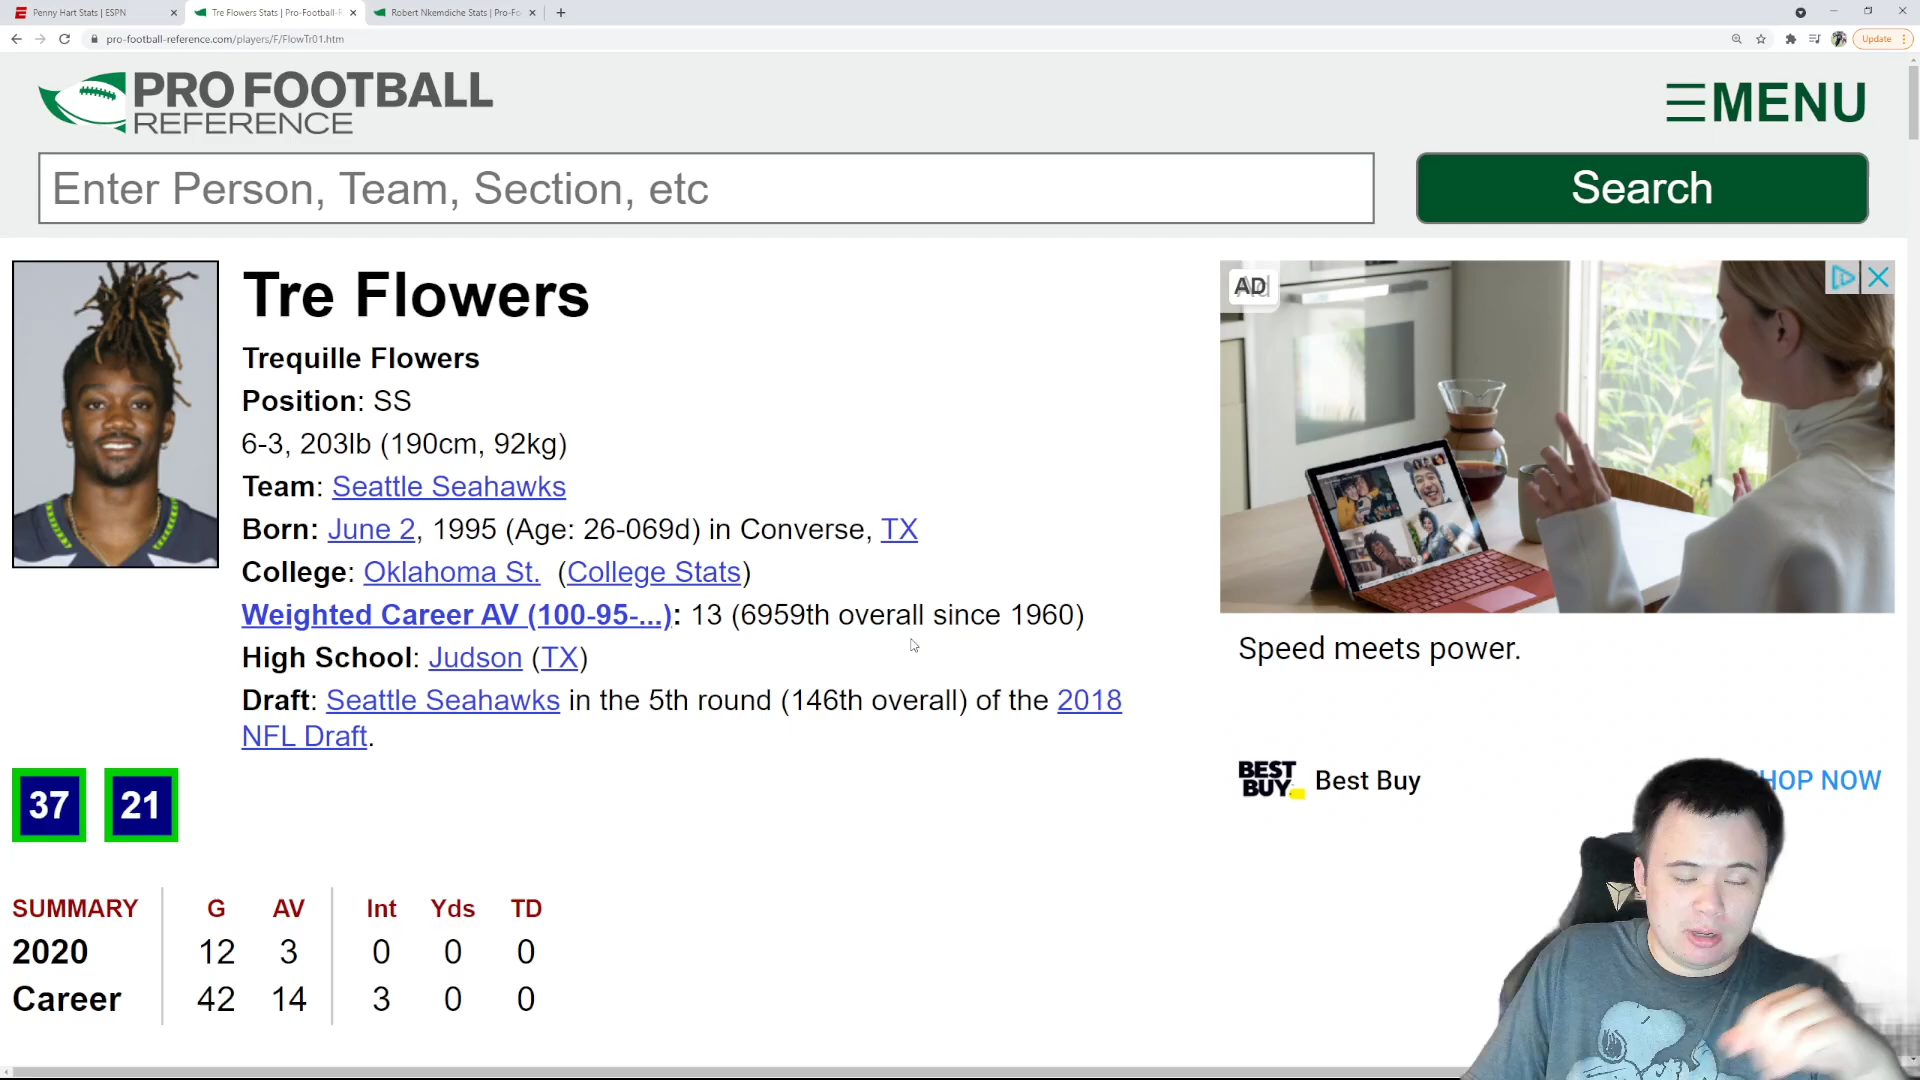 Penny Hart Stats | ESPN
Tre Flowers Stats | Pro-Football-R
Robert Nkemdiche Stats | Pro-Fo
pro-football-reference.com/players/F/FlowTr01.htm
Update
PRO FOOTBALL
REFERENCE
MENU
Enter Person, Team, Section, etc
Search
Tre Flowers
Trequille Flowers
Position: SS
6-3, 203lb (190cm, 92kg)
Team: Seattle Seahawks
Born: June 2, 1995 (Age: 26-069d) in Converse, TX
College: Oklahoma St. (College Stats)
Weighted Career AV (100-95-...): 13 (6959th overall since 1960)
High School: Judson (TX)
Draft: Seattle Seahawks in the 5th round (146th overall) of the 2018
NFL Draft.
37 21
SUMMARY G AV Int Yds TD
2020 12 3 0 0 0
Career 42 14 3 0 0
AD
Speed meets power.
BEST
BUY
Best Buy
HOP NOW